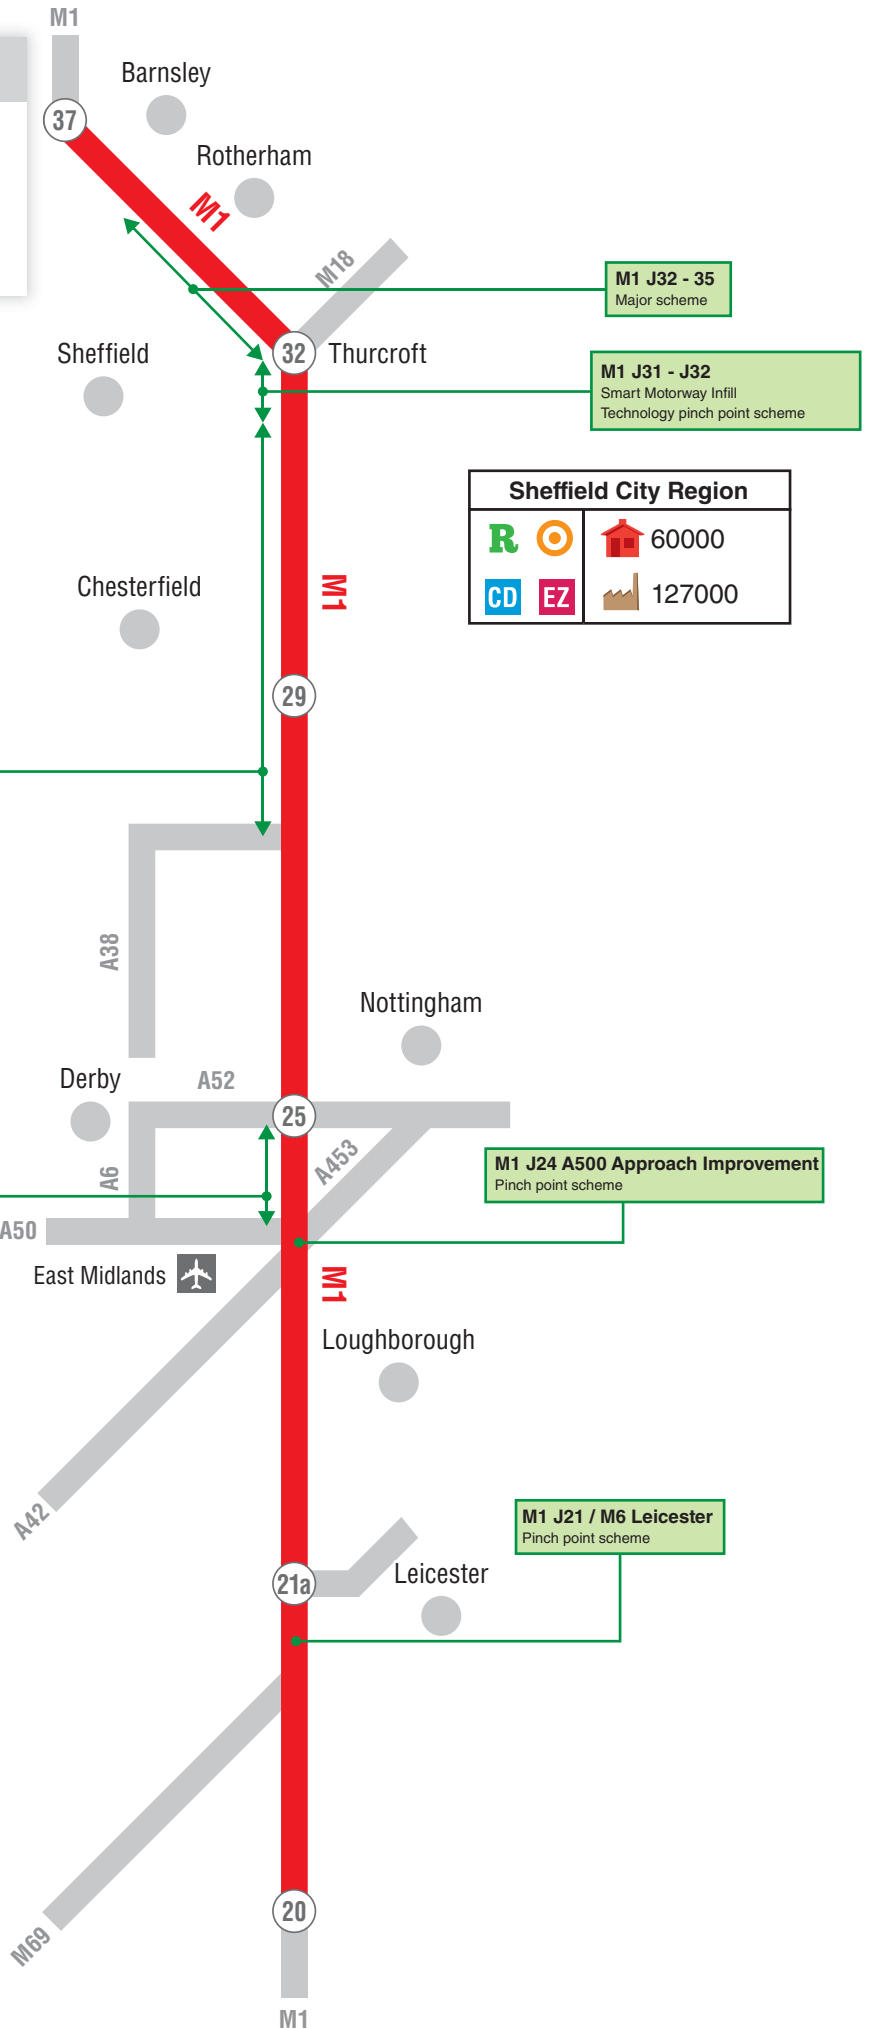 M1
Barnsley
37
Rotherham
M1
M18
M1 J32 - 35
Major scheme
Sheffield
32
Thurcroft
M1 J31 - J32
Smart Motorway Infill
Technology pinch point scheme
Sheffield City Region
R
60000
CD
EZ
127000
Chesterfield
M1
29
A38
Nottingham
Derby
A52
25
A453
A6
M1 J24 A500 Approach Improvement
Pinch point scheme
A50
East Midlands
M1
Loughborough
A42
M1 J21 / M6 Leicester
Pinch point scheme
21a
Leicester
20
M69
M1